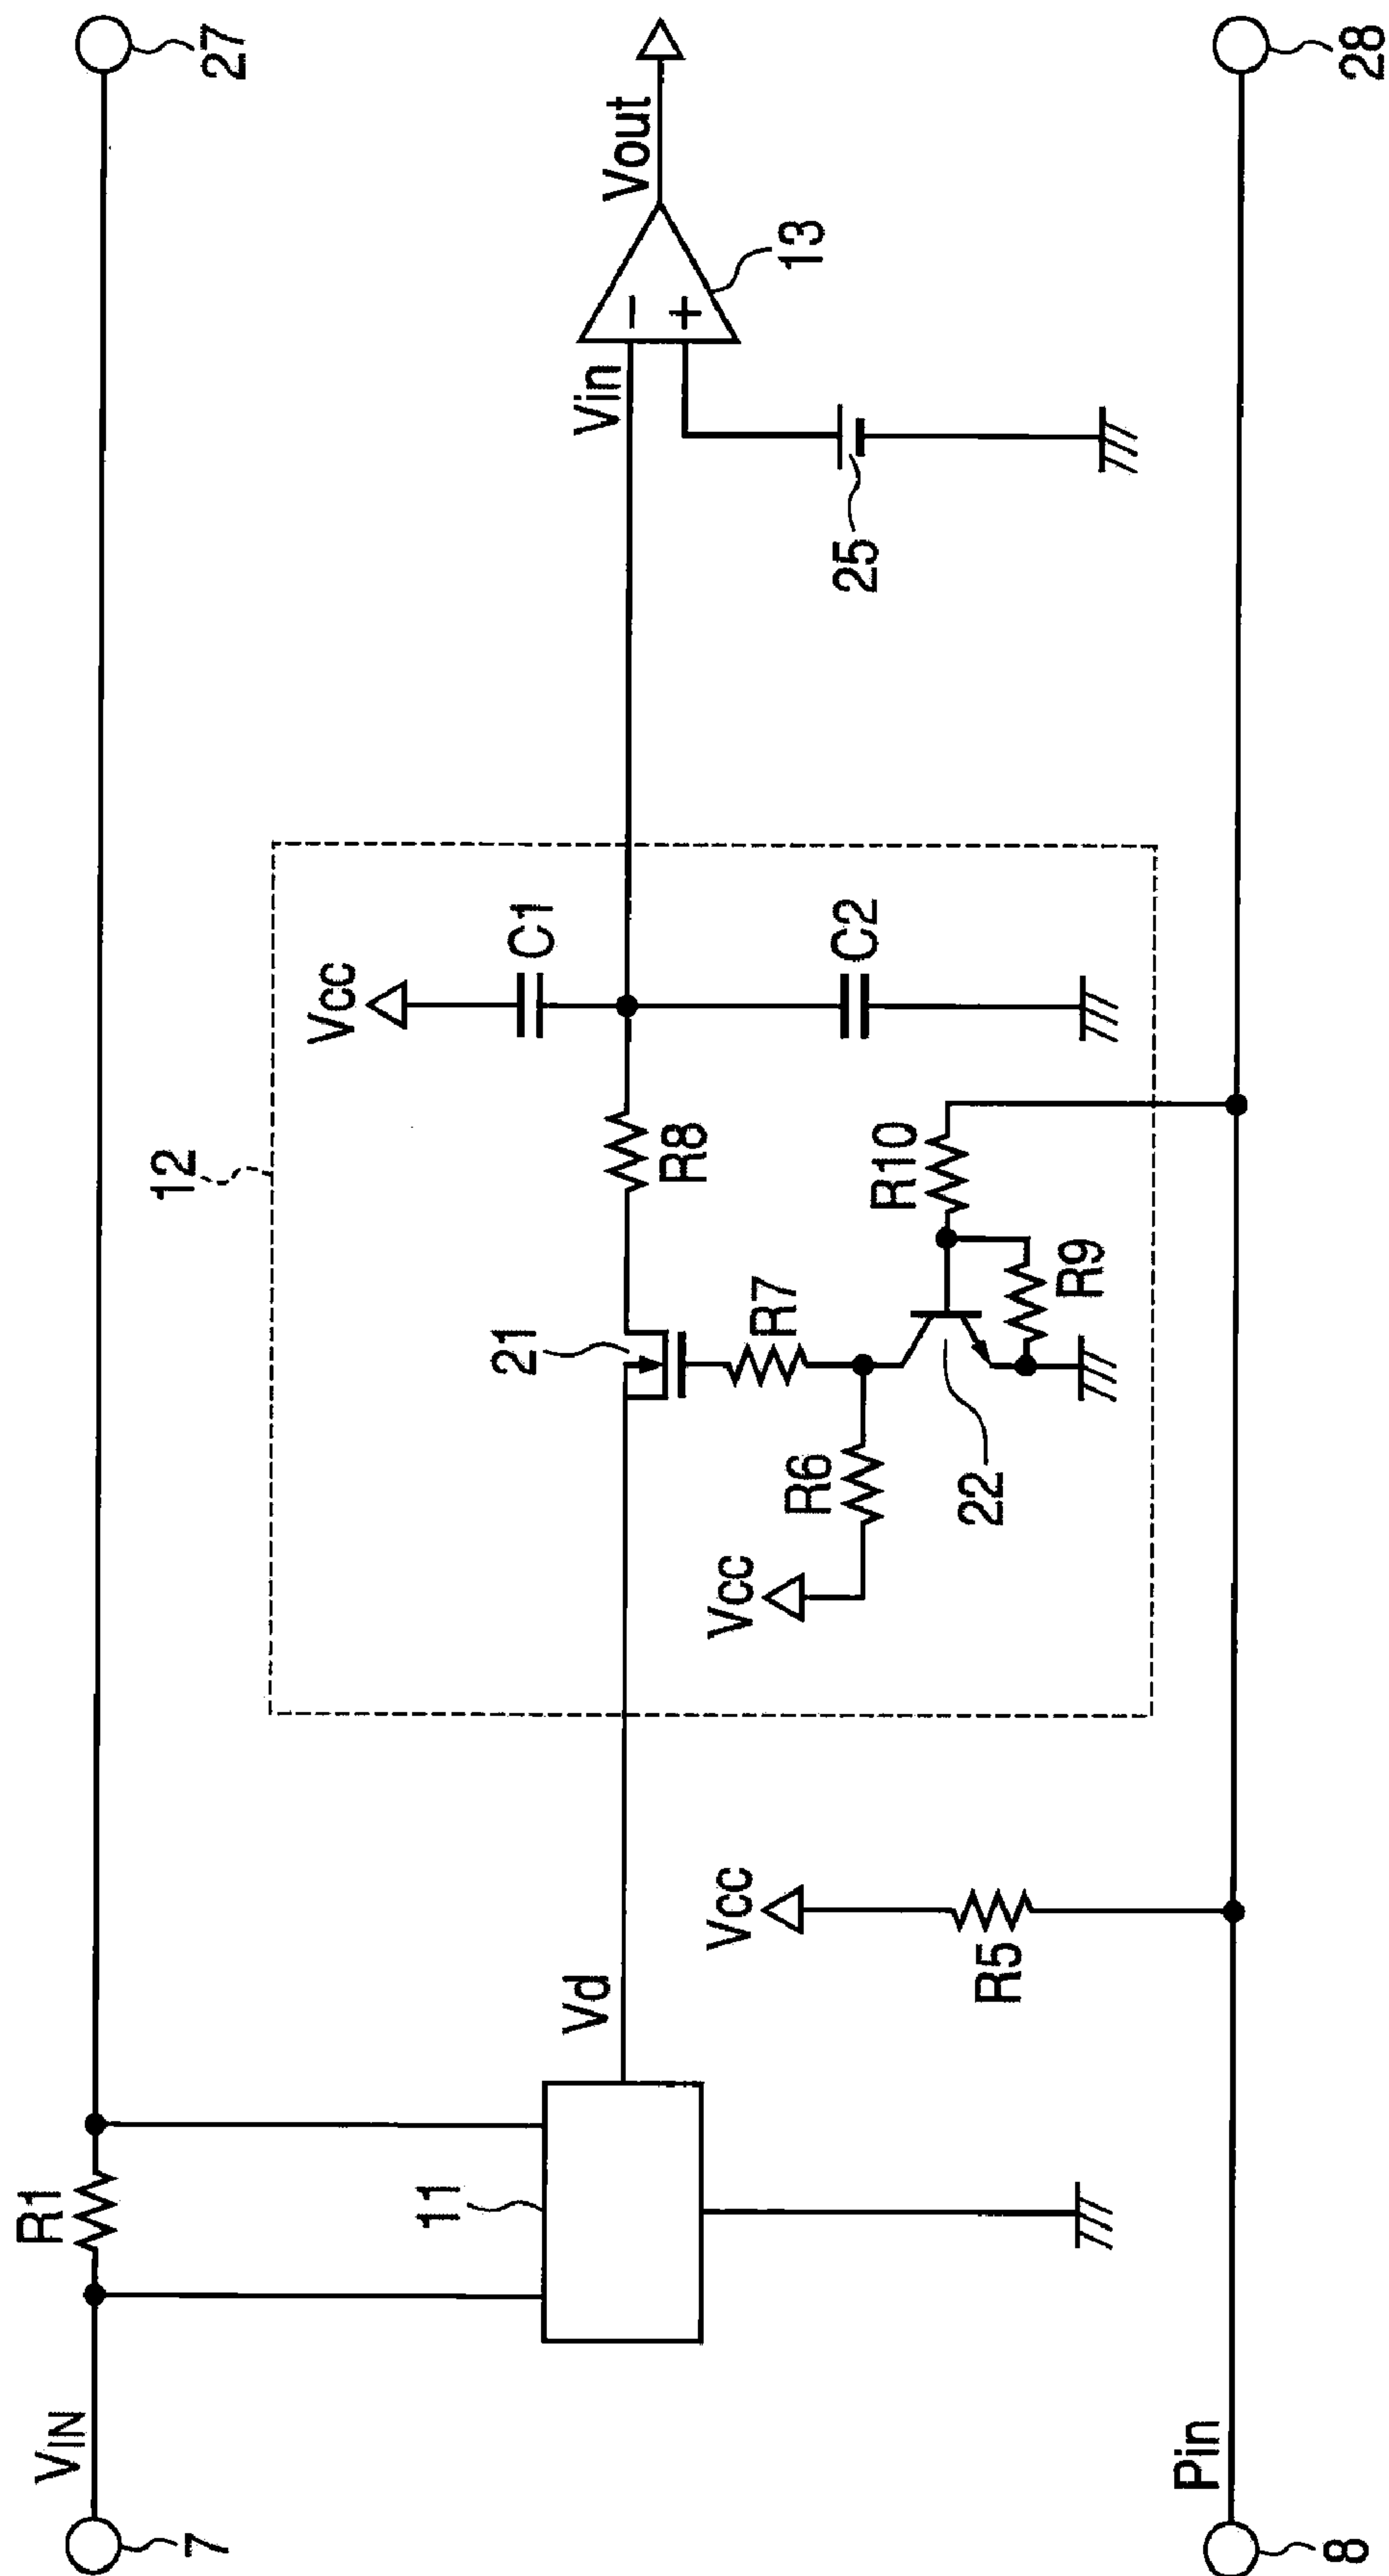 VIN
R1
27
7
12
Vcc
C1
Vd
11
21
R8
Vin
Vout
13
R7
R6
Vcc
R10
C2
25
22
R9
Vcc
R5
Pin
8
28
−
+